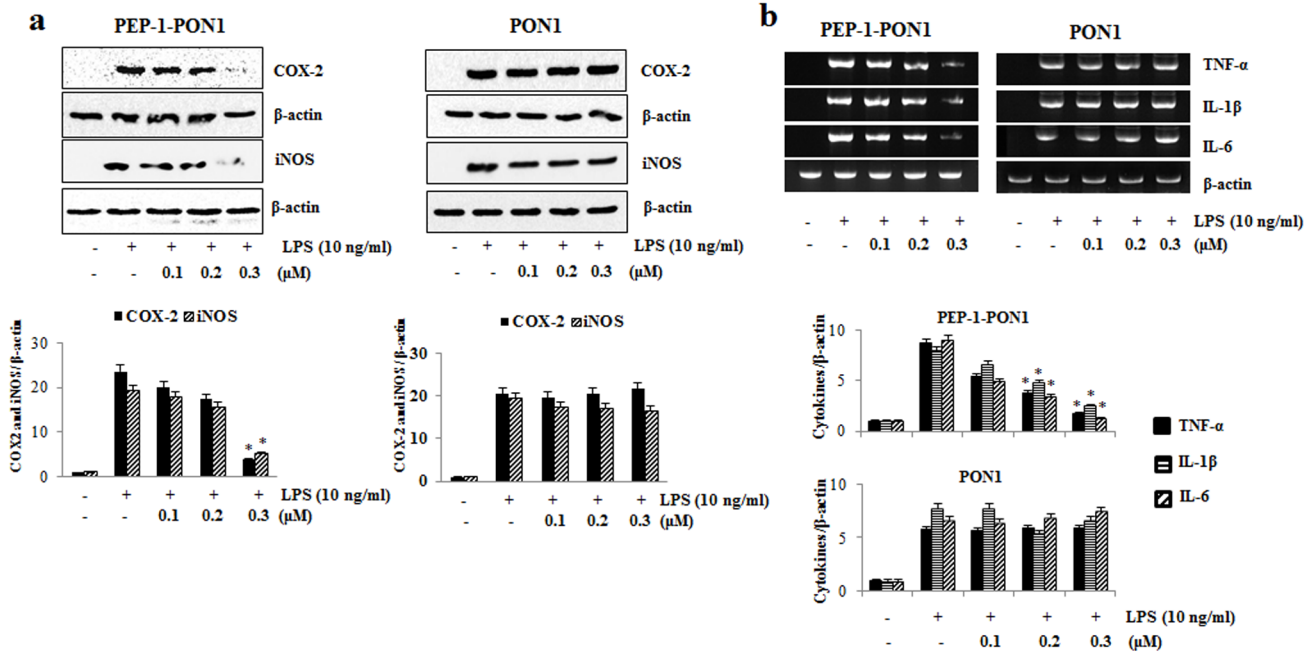 a
PEP-1-PON1
COX-2
β-actin
iNOS
β-actin
- + + + + LPS (10 ng/ml)
- - 0.1 0.2 0.3 (μM)
PON1
COX-2
β-actin
iNOS
β-actin
- + + + + LPS (10 ng/ml)
- - 0.1 0.2 0.3 (μM)
COX-2 iNOS
COX2 and iNOS/β-actin
30
20
10
0
* *
- + + + + LPS (10 ng/ml)
- - 0.1 0.2 0.3 (μM)
COX-2 iNOS
COX-2 and iNOS/β-actin
30
20
10
0
- + + + + LPS (10 ng/ml)
- - 0.1 0.2 0.3 (μM)
b
PEP-1-PON1
PON1
TNF-α
IL-1β
IL-6
β-actin
- + + + + - + + + + LPS (10 ng/ml)
- - 0.1 0.2 0.3 - - 0.1 0.2 0.3 (μM)
PEP-1-PON1
Cytokines/β-actin
10
5
0
* * * * * *
TNF-α
IL-1β
IL-6
PON1
Cytokines/β-actin
10
5
0
- + + + + LPS (10 ng/ml)
- - 0.1 0.2 0.3 (μM)